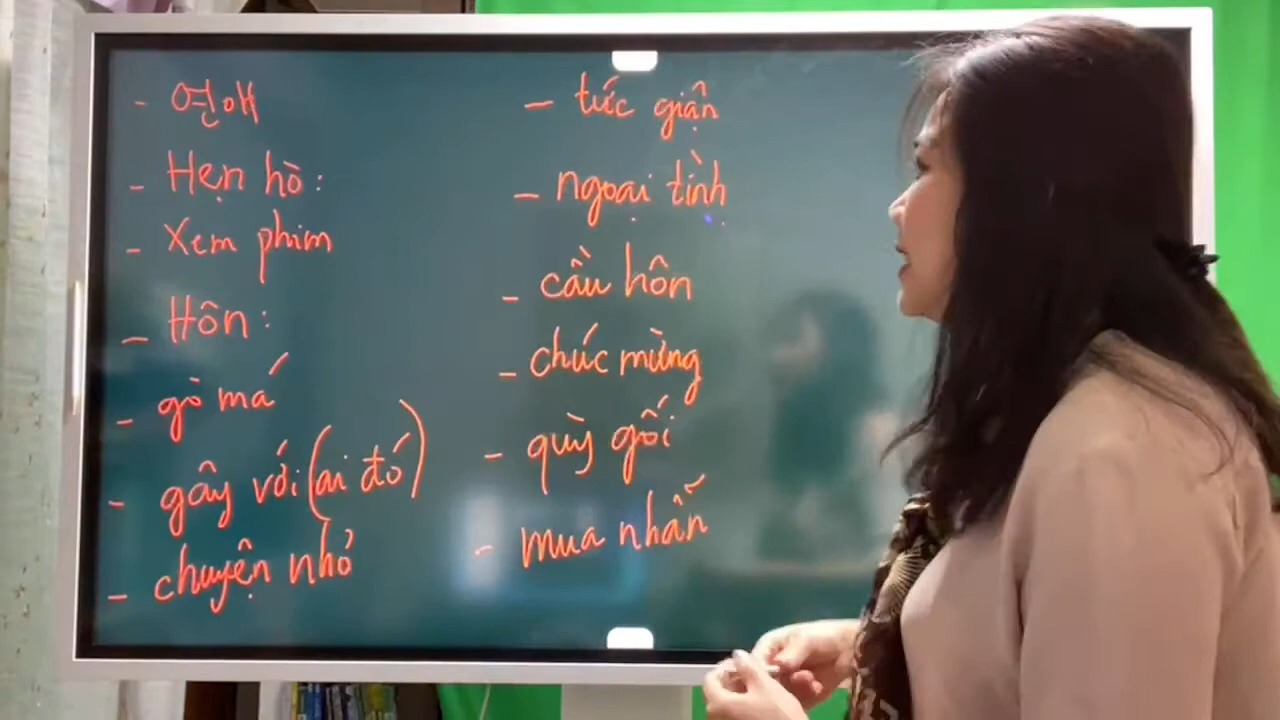 - 연애
- Hẹn hò:
- Xem phim
- Hôn:
- gò má
- gây với (ai đó)
- chuyện nhỏ
- tức giận
- ngoại tình
- cầu hôn
- chúc mừng
- quỳ gối
- mua nhẫn